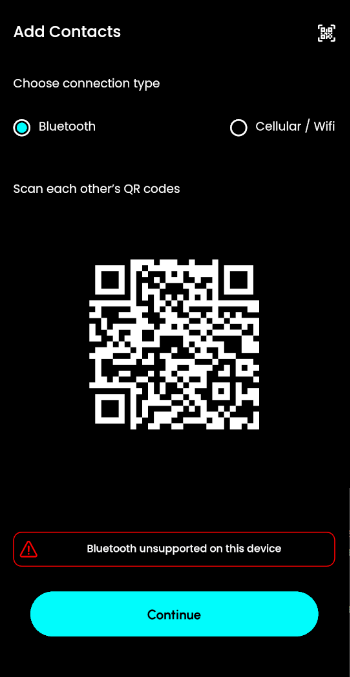 Add Contacts
Choose connection type
Bluetooth
Cellular / Wifi
Scan each other’s QR codes
Bluetooth unsupported on this device
Continue